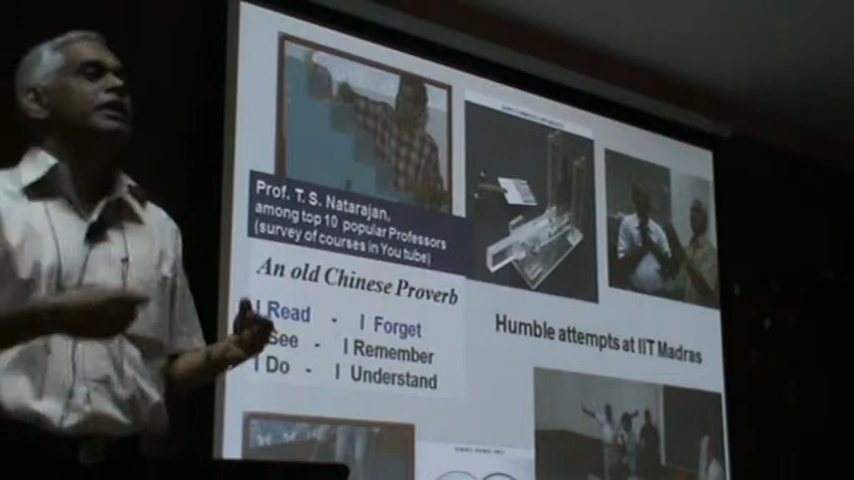 Prof. T. S. Natarajan,
among top 10 popular Professors
(survey of courses in You tube)
An old Chinese Proverb
I Read - I Forget
See - I Remember
I Do - I Understand
Humble attempts at IIT Madras